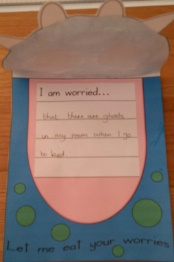 I am worried...
that there are ghosts
in my room when I go
to bed.
Let me eat your worries